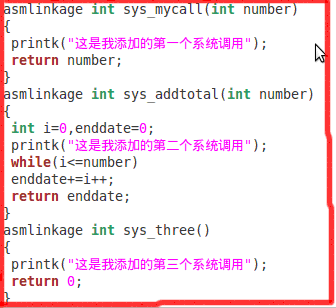 asmlinkage int sys_mycall(int number)
{
printk("这是我添加的第一个系统调用");
return number;
}
asmlinkage int sys_addtotal(int number)
{
int i=0,enddate=0;
printk("这是我添加的第二个系统调用");
while(i<=number)
enddate+=i++;
return enddate;
}
asmlinkage int sys_three()
{
printk("这是我添加的第三个系统调用");
return 0;
}